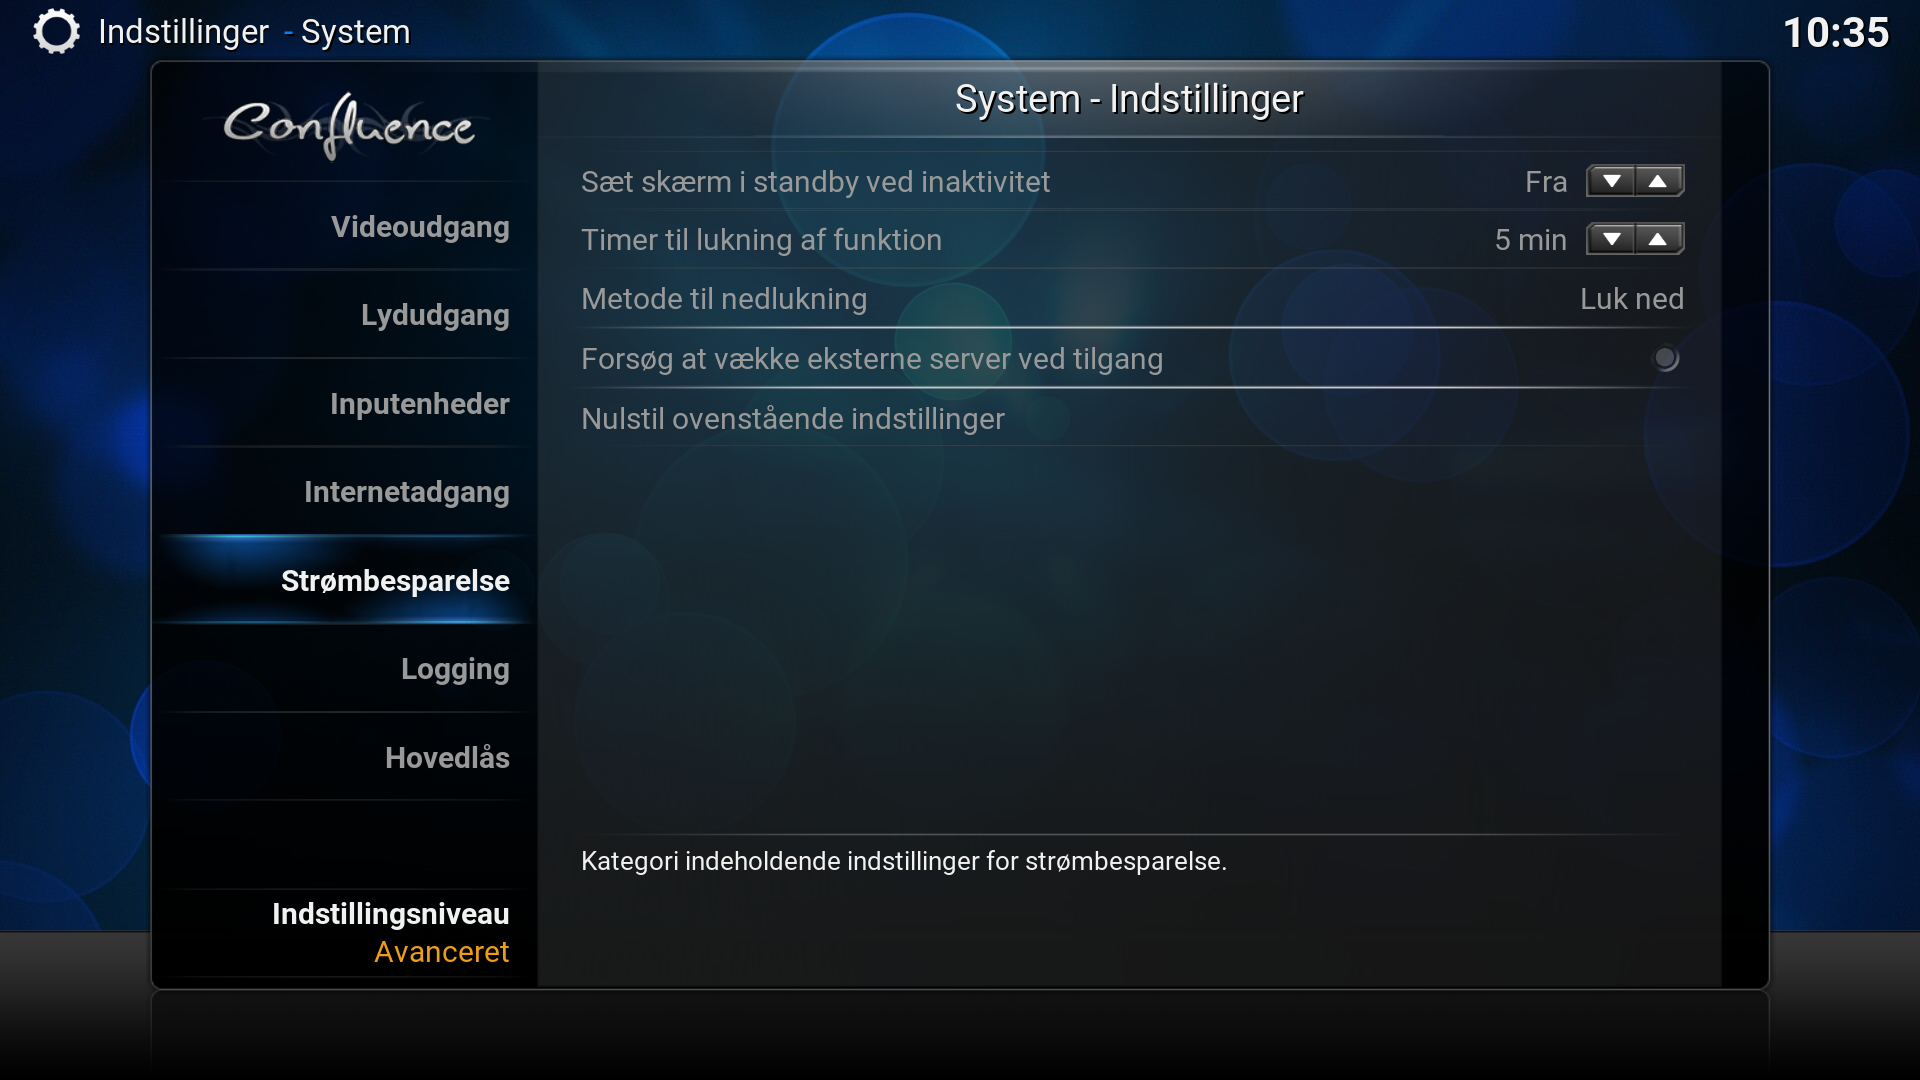 Indstillinger - System
10:35
Confluence
System - Indstillinger
Videoudgang
Lydudgang
Inputenheder
Internetadgang
Strømbesparelse
Logging
Hovedlås
Indstillingsniveau
Avanceret
Sæt skærm i standby ved inaktivitet Fra
Timer til lukning af funktion 5 min
Metode til nedlukning Luk ned
Forsøg at vække eksterne server ved tilgang
Nulstil ovenstående indstillinger
Kategori indeholdende indstillinger for strømbesparelse.